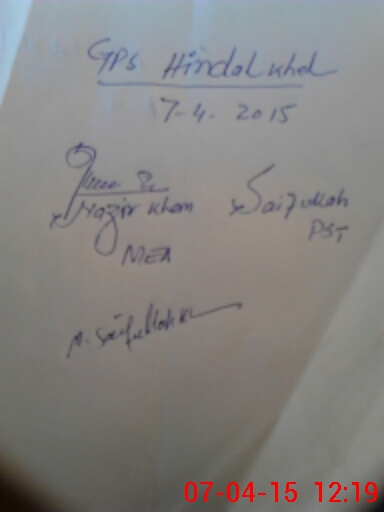 GPS Hindal Khel
7-4. 2015
Nazir Khan
Saifullah
MEA
PST
M. Saifullah K
07-04-15 12:19